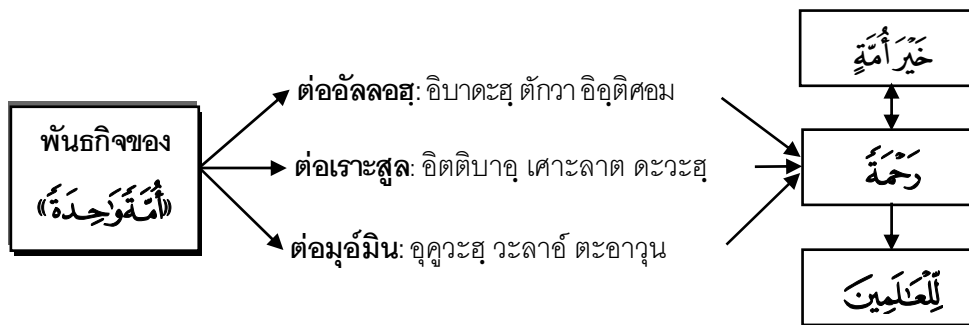 خَيْرَ أُمَّةٍ
ต่ออัลลอฮฺ: อิบาดะฮฺ ตักวา อิอฺติศอม
พันธกิจของ
«أُمَّةً وَٰحِدَةً»
ต่อเราะสูล: อิตติบาอฺ เศาะลาต ดะวะฮฺ
رَحْمَةً
ต่อมุอ์มิน: อุคูวะฮฺ วะลาอ์ ตะอาวุน
لِّلْعَـٰلَمِينَ